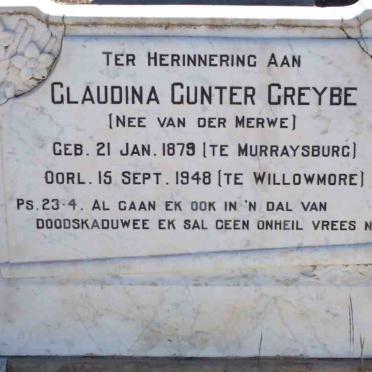 TER HERINNERING AAN
CLAUDINA GUNTER GREYBE
(NEE VAN DER MERWE)
GEB. 21 JAN. 1879 (TE MURRAYSBURG)
OORL. 15 SEPT. 1948 (TE WILLOWMORE)
PS. 23-4. AL GAAN EK OOK IN 'N DAL VAN
DOODSKADUWEE EK SAL GEEN ONHEIL VREES N